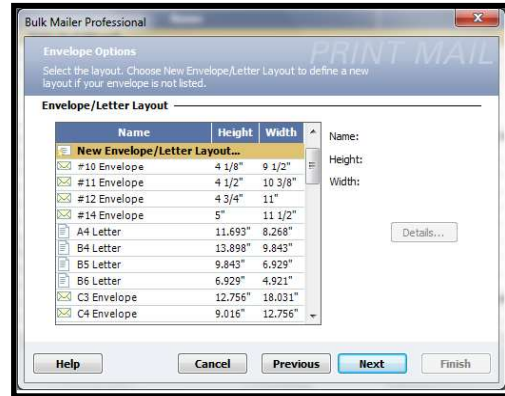 Bulk Mailer Professional
PRINT MAIL
Envelope Options
Select the layout. Choose New Envelope/Letter Layout to define a new
layout if your envelope is not listed.
Envelope/Letter Layout
Name Height Width
New Envelope/Letter Layout...
#10 Envelope 4 1/8" 9 1/2"
#11 Envelope 4 1/2" 10 3/8"
#12 Envelope 4 3/4" 11"
#14 Envelope 5" 11 1/2"
A4 Letter 11.693" 8.268"
B4 Letter 13.898" 9.843"
B5 Letter 9.843" 6.929"
B6 Letter 6.929" 4.921"
C3 Envelope 12.756" 18.031"
C4 Envelope 9.016" 12.756"
Name:
Height:
Width:
Details...
Help Cancel Previous Next Finish